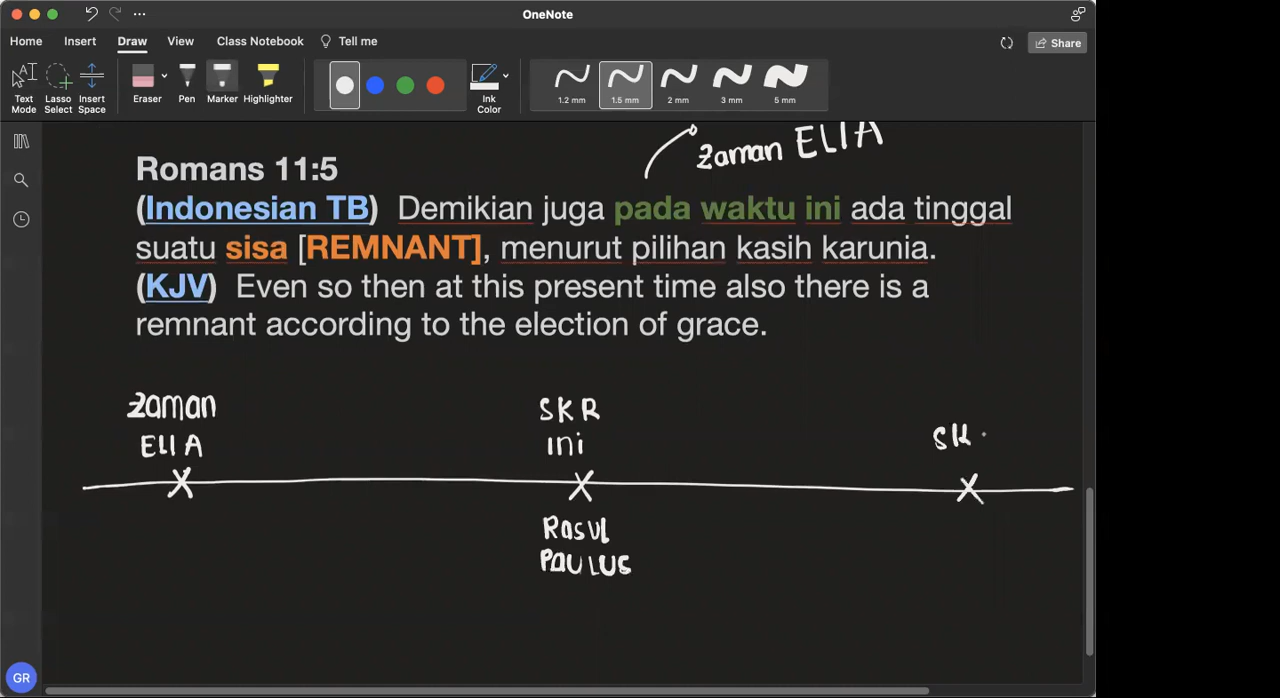 OneNote
Home Insert Draw View Class Notebook Tell me
Share
Text Mode
Lasso Select
Insert Space
Eraser
Pen
Marker
Highlighter
Ink Color
1.2 mm
1.5 mm
2 mm
3 mm
5 mm
Zaman ELIA
Romans 11:5
(Indonesian TB) Demikian juga pada waktu ini ada tinggal
suatu sisa [REMNANT], menurut pilihan kasih karunia.
(KJV) Even so then at this present time also there is a
remnant according to the election of grace.
Zaman
ELIA
SKR
ini
SK
X
X
X
Rasul
PAULUS
GR